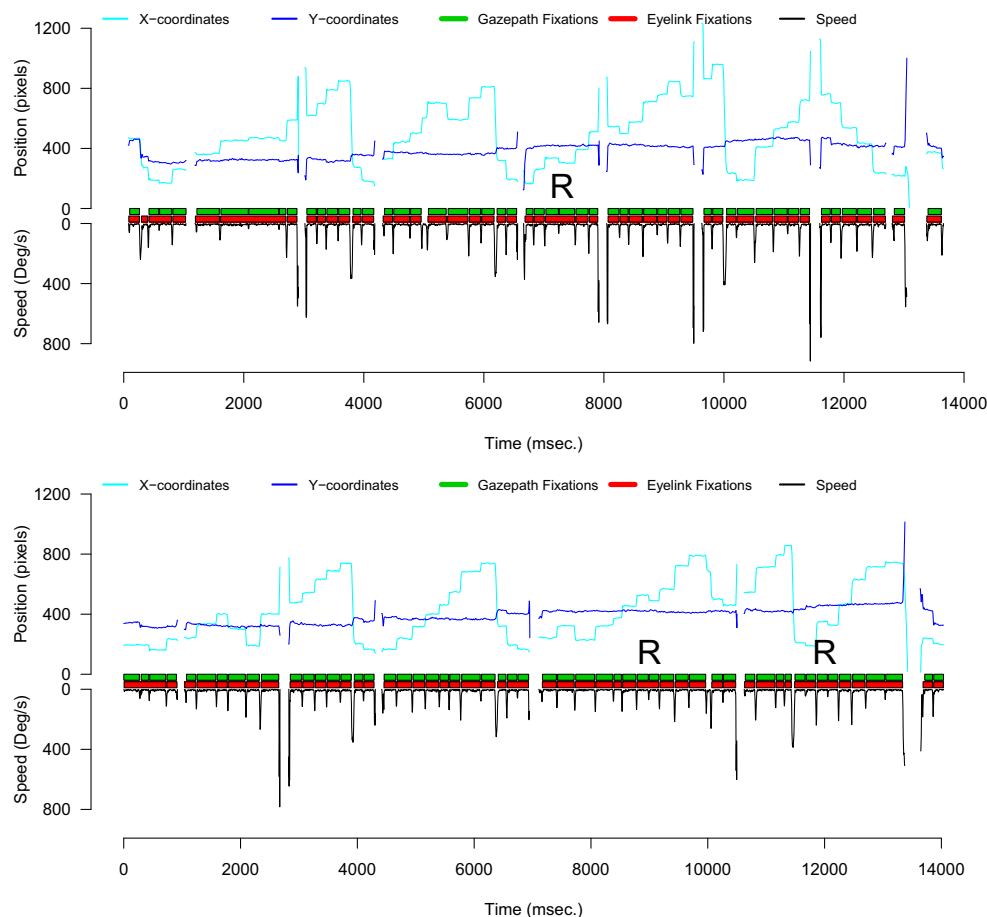 X−coordinates Y−coordinates Gazepath Fixations Eyelink Fixations Speed
1200
800
400
0
Position (pixels)
R
0
400
800
Speed (Deg/s)
0 2000 4000 6000 8000 10000 12000 14000
Time (msec.)
X−coordinates Y−coordinates Gazepath Fixations Eyelink Fixations Speed
1200
800
400
0
Position (pixels)
R R
0
400
800
Speed (Deg/s)
0 2000 4000 6000 8000 10000 12000 14000
Time (msec.)